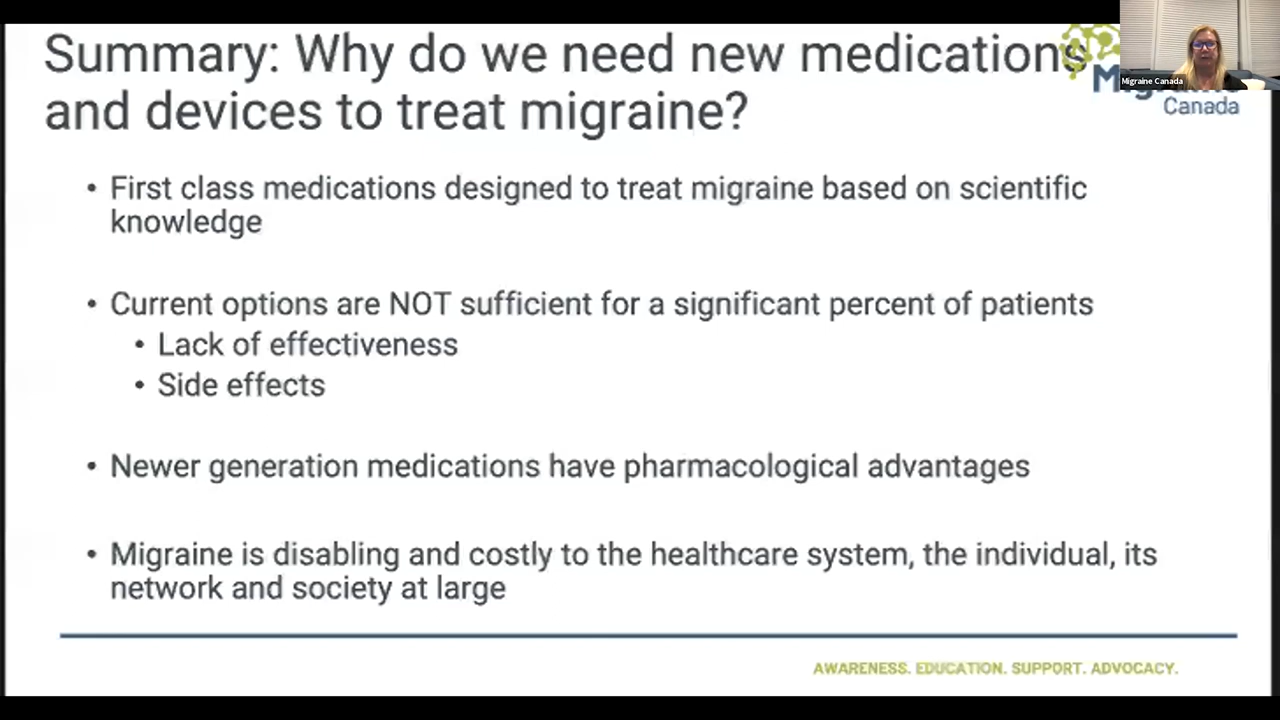 Summary: Why do we need new medications
and devices to treat migraine?
Migraine Canada
Canada
• First class medications designed to treat migraine based on scientific
knowledge
• Current options are NOT sufficient for a significant percent of patients
• Lack of effectiveness
• Side effects
• Newer generation medications have pharmacological advantages
• Migraine is disabling and costly to the healthcare system, the individual, its
network and society at large
AWARENESS. EDUCATION. SUPPORT. ADVOCACY.